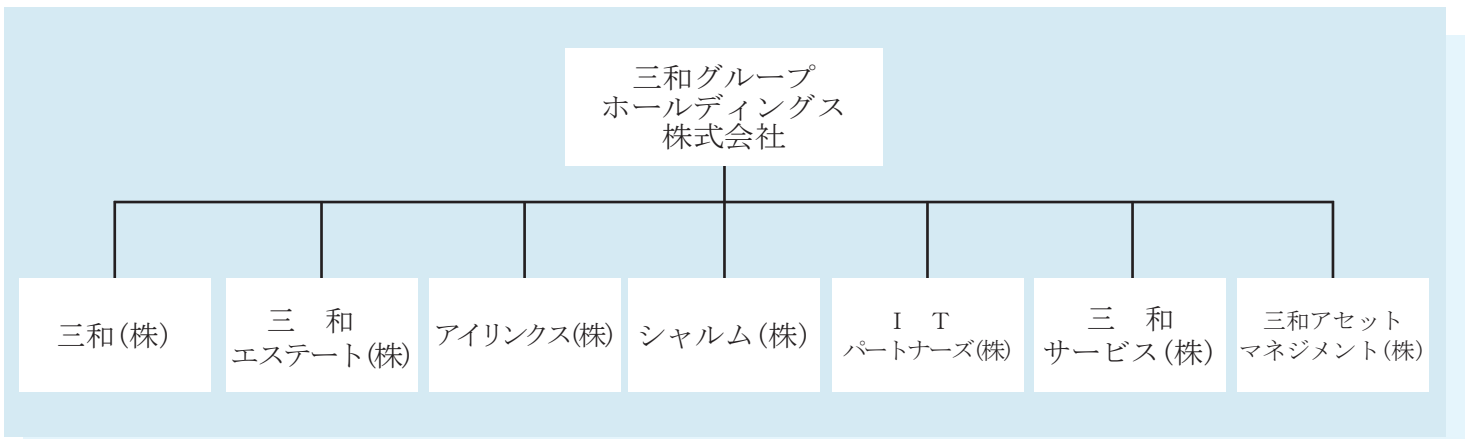 三和グループ
ホールディングス
株式会社
三和(株)
三　和
エステート(株)
アイリンクス(株)
シャルム(株)
Ｉ　Ｔ
パートナーズ(株)
三　和
サービス(株)
三和アセット
マネジメント(株)